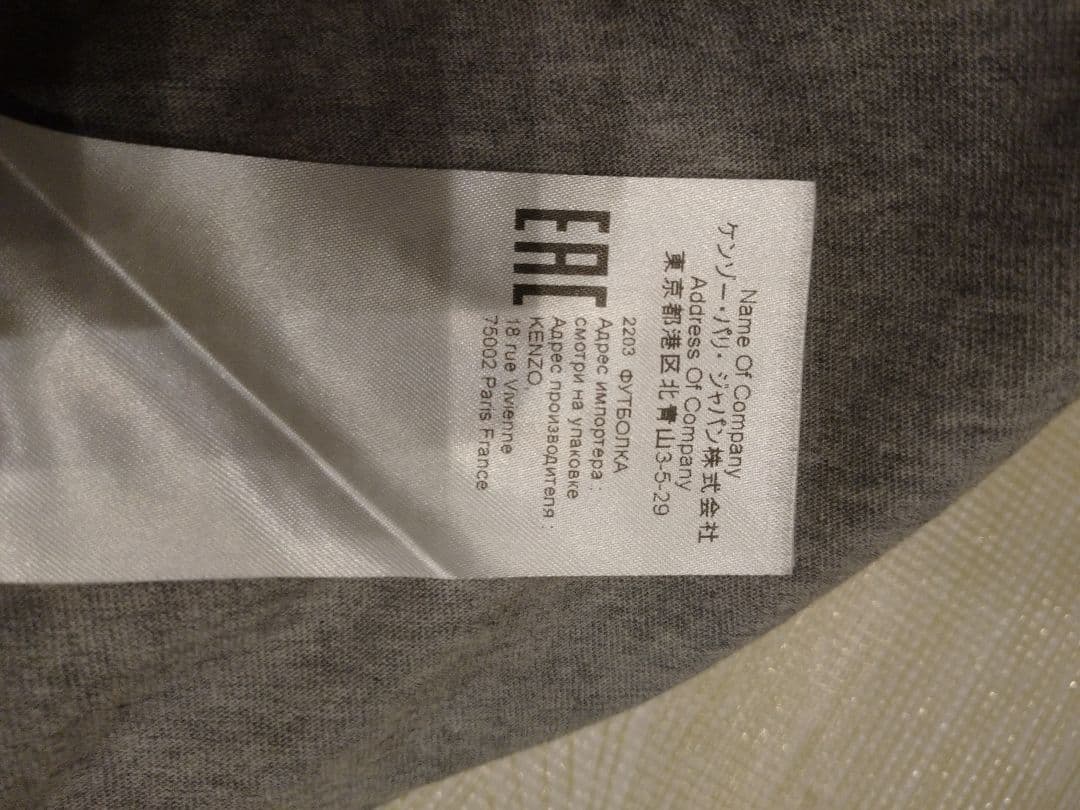 Name Of Company
ケンゾー・パリ・ジャパン株式会社
Address Of Company
東京都港区北青山3-5-29
EAC
2203 ФУТБОЛКА
Адрес импортера :
смотри на упаковке
Адрес производителя :
KENZO,
18 rue Vivienne
75002 Paris France